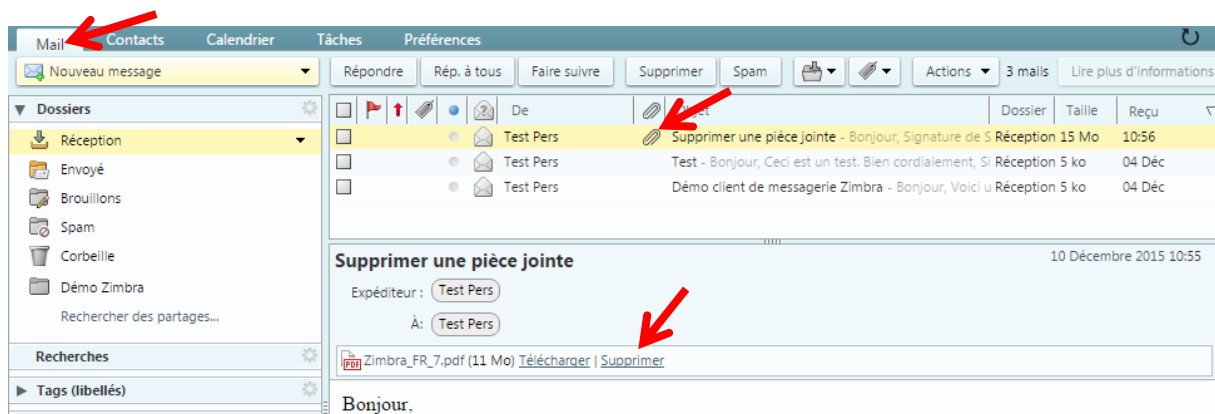 Mail Contacts Calendrier Tâches Préférences
Nouveau message Répondre Rép. à tous Faire suivre Supprimer Spam Actions 3 mails Lire plus d'informations
Dossiers
De Objet Dossier Taille Reçu
Réception
Test Pers Supprimer une pièce jointe - Bonjour, Signature de S Réception 15 Mo 10:56
Envoyé
Test Pers Test - Bonjour, Ceci est un test. Bien cordialement, Si Réception 5 ko 04 Déc
Brouillons
Test Pers Démo client de messagerie Zimbra - Bonjour, Voici u Réception 5 ko 04 Déc
Spam
Corbeille
Démo Zimbra
Rechercher des partages...
Recherches
Tags (libellés)
Supprimer une pièce jointe 10 Décembre 2015 10:55
Expéditeur : Test Pers
À: Test Pers
PDF Zimbra_FR_7.pdf (11 Mo) Télécharger | Supprimer
Bonjour,